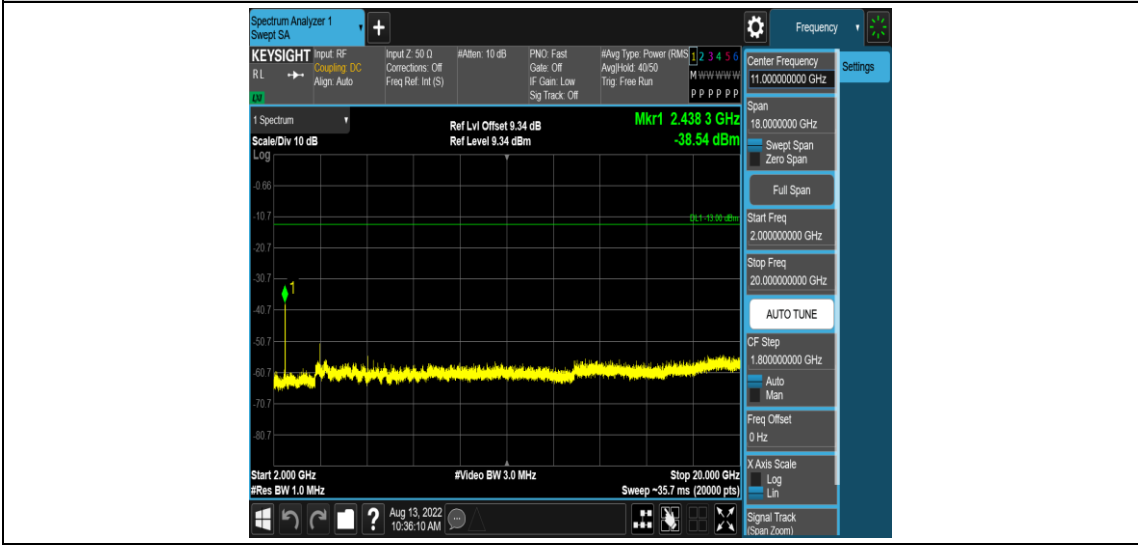 Spectrum Analyzer 1
Swept SA
+
Frequency
KEYSIGHT
RL
LXI
Input: RF
Coupling: DC
Align: Auto
Input Z: 50 Ω
Corrections: Off
Freq Ref: Int (S)
#Atten: 10 dB
PNO: Fast
Gate: Off
IF Gain: Low
Sig Track: Off
#Avg Type: Power (RMS
Avg|Hold: 40/50
Trig: Free Run
1 2 3 4 5 6
M W W W W W
P P P P P P
1 Spectrum
Scale/Div 10 dB
Log
Ref Lvl Offset 9.34 dB
Ref Level 9.34 dBm
Mkr1 2.438 3 GHz
-38.54 dBm
-0.66
-10.7
DL1 -13.00 dBm
-20.7
-30.7
1
-40.7
-50.7
-60.7
-70.7
-80.7
Start 2.000 GHz
#Res BW 1.0 MHz
#Video BW 3.0 MHz
Stop 20.000 GHz
Sweep ~35.7 ms (20000 pts)
?
Aug 13, 2022
10:36:10 AM
Center Frequency
11.000000000 GHz
Settings
Span
18.0000000 GHz
Swept Span
Zero Span
Full Span
Start Freq
2.000000000 GHz
Stop Freq
20.000000000 GHz
AUTO TUNE
CF Step
1.800000000 GHz
Auto
Man
Freq Offset
0 Hz
X Axis Scale
Log
Lin
Signal Track
(Span Zoom)